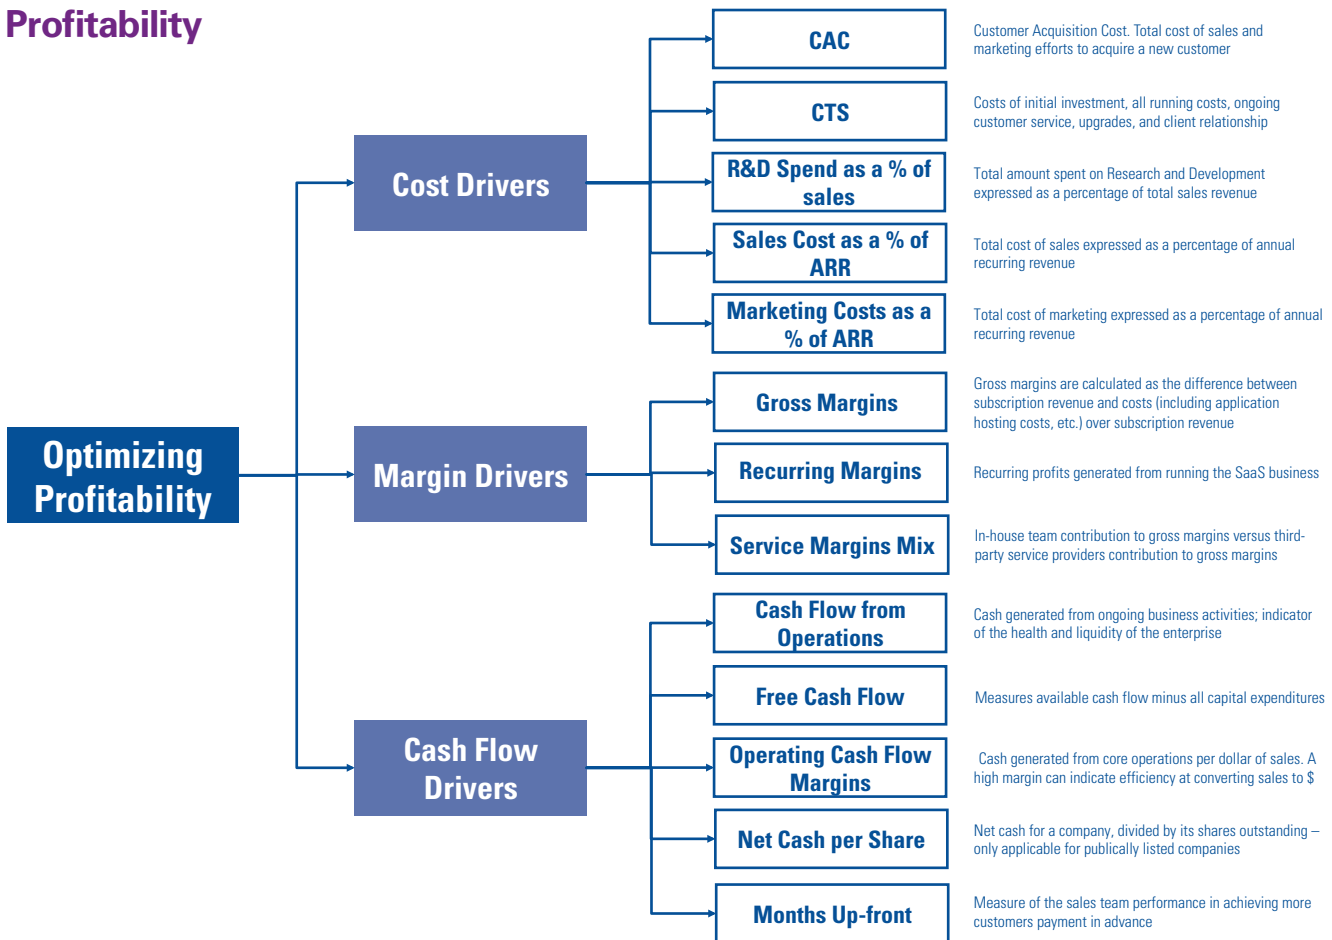 Profitability
CAC
Customer Acquisition Cost. Total cost of sales and
marketing efforts to acquire a new customer
CTS
Costs of initial investment, all running costs, ongoing
customer service, upgrades, and client relationship
Cost Drivers
R&D Spend as a % of
sales
Total amount spent on Research and Development
expressed as a percentage of total sales revenue
Sales Cost as a % of
ARR
Total cost of sales expressed as a percentage of annual
recurring revenue
Marketing Costs as a
% of ARR
Total cost of marketing expressed as a percentage of annual
recurring revenue
Optimizing
Profitability
Margin Drivers
Gross Margins
Gross margins are calculated as the difference between
subscription revenue and costs (including application
hosting costs, etc.) over subscription revenue
Recurring Margins
Recurring profits generated from running the SaaS business
Service Margins Mix
In-house team contribution to gross margins versus third-
party service providers contribution to gross margins
Cash Flow
Drivers
Cash Flow from
Operations
Cash generated from ongoing business activities; indicator
of the health and liquidity of the enterprise
Free Cash Flow
Measures available cash flow minus all capital expenditures
Operating Cash Flow
Margins
Cash generated from core operations per dollar of sales. A
high margin can indicate efficiency at converting sales to $
Net Cash per Share
Net cash for a company, divided by its shares outstanding –
only applicable for publically listed companies
Months Up-front
Measure of the sales team performance in achieving more
customers payment in advance